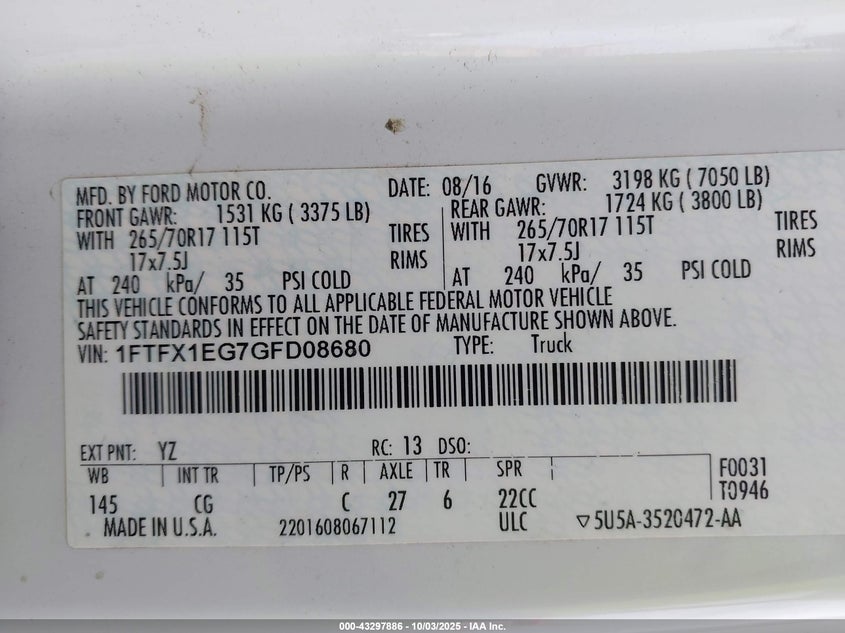 MFD. BY FORD MOTOR CO. DATE: 08/16 GVWR: 3198 KG ( 7050 LB)
FRONT GAWR: 1531 KG ( 3375 LB) REAR GAWR: 1724 KG ( 3800 LB)
WITH 265/70R17 115T TIRES WITH 265/70R17 115T TIRES
17x7.5J RIMS 17x7.5J RIMS
AT 240 kPa/ 35 PSI COLD AT 240 kPa/ 35 PSI COLD
THIS VEHICLE CONFORMS TO ALL APPLICABLE FEDERAL MOTOR VEHICLE
SAFETY STANDARDS IN EFFECT ON THE DATE OF MANUFACTURE SHOWN ABOVE.
VIN: 1FTFX1EG7GFD08680 TYPE: Truck
EXT PNT: YZ RC: 13 DSO:
WB INT TR TP/PS R AXLE TR SPR F0031
145 CG C 27 6 22CC T0946
MADE IN U.S.A. 2201608067112 ULC ▽5U5A-3520472-AA
000-43297886 - 10/03/2025 - IAA Inc.